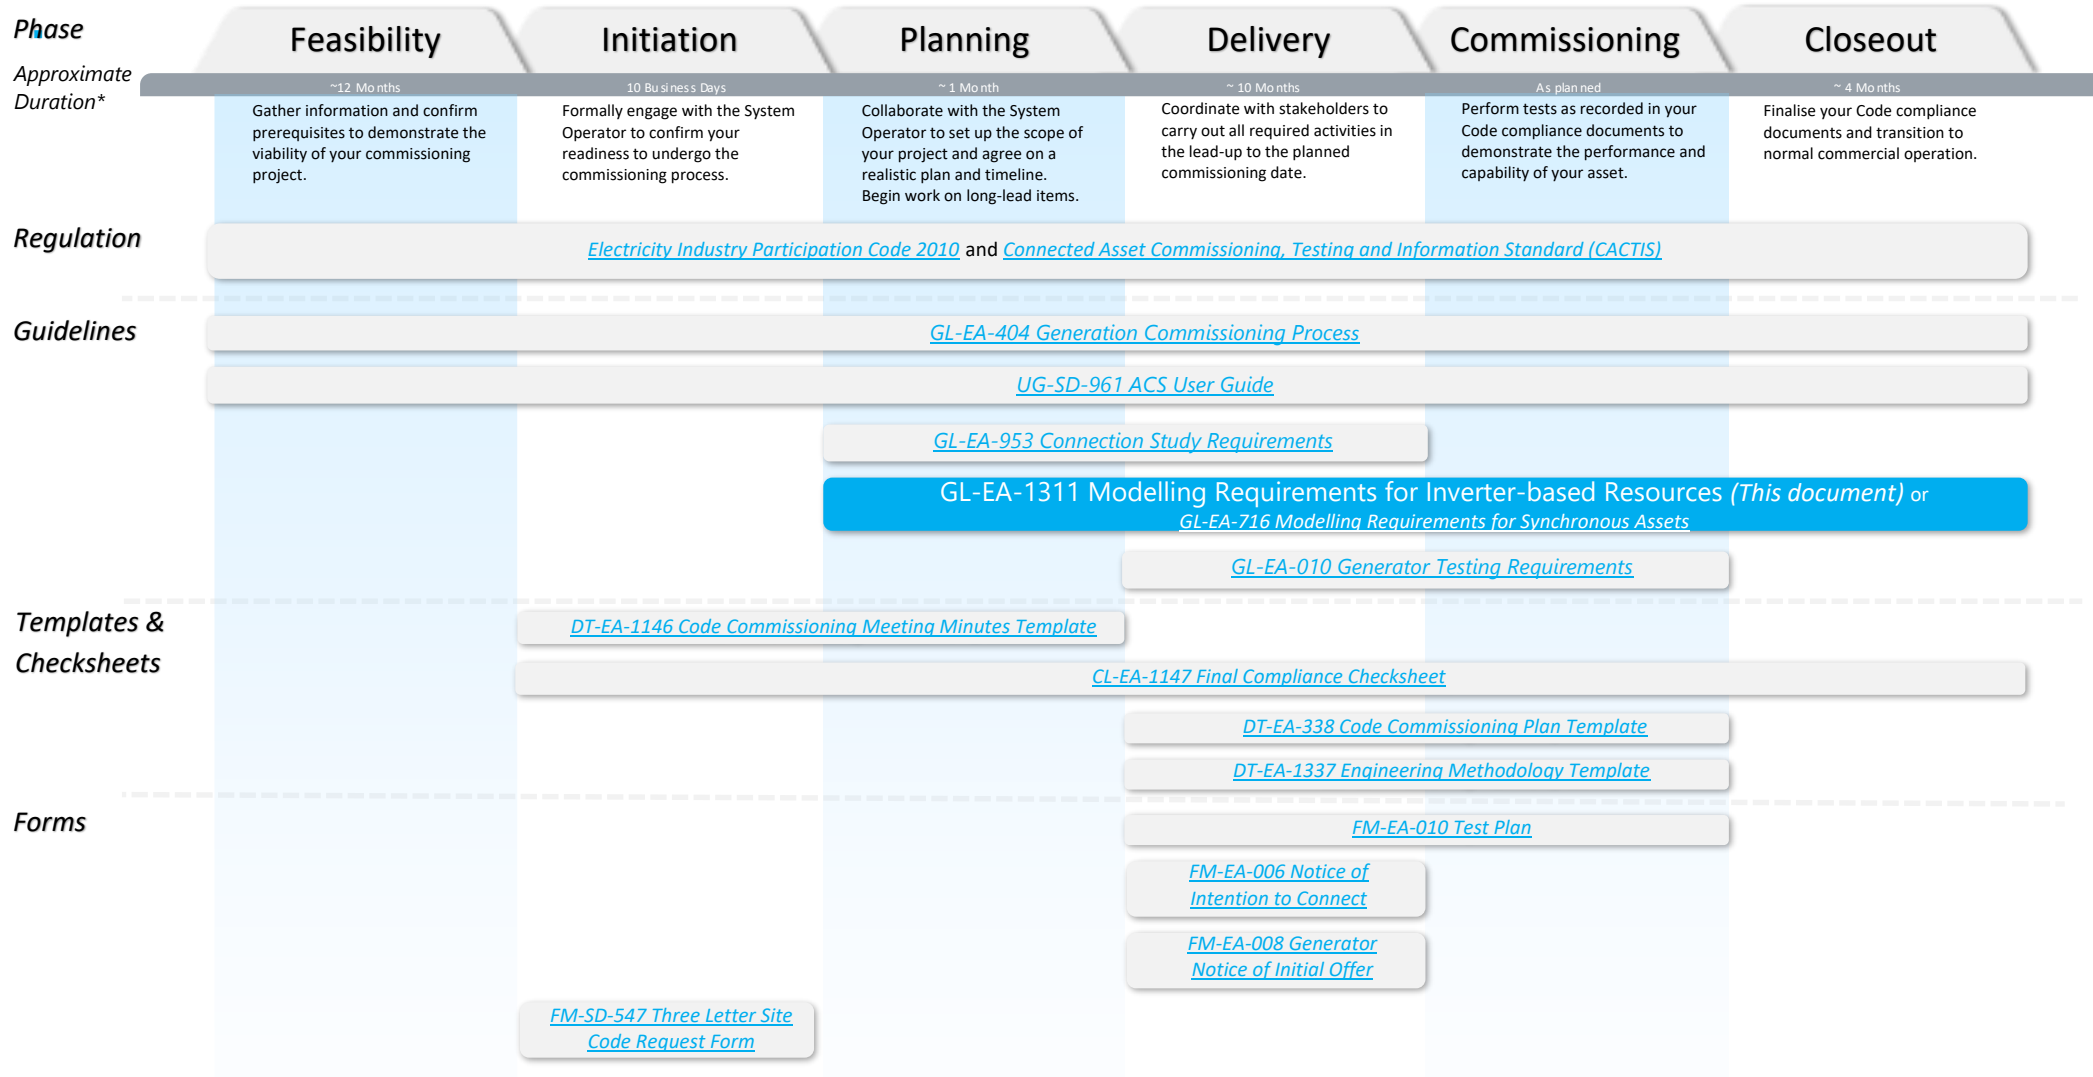 Phase
Feasibility
Initiation
Planning
Delivery
Commissioning
Closeout
Approximate
Duration*
~12 Months
10 Business Days
~ 1 Month
~ 10 Months
As planned
~ 4 Months
Gather information and confirm
prerequisites to demonstrate the
viability of your commissioning
project.
Formally engage with the System
Operator to confirm your
readiness to undergo the
commissioning process.
Collaborate with the System
Operator to set up the scope of
your project and agree on a
realistic plan and timeline.
Begin work on long-lead items.
Coordinate with stakeholders to
carry out all required activities in
the lead-up to the planned
commissioning date.
Perform tests as recorded in your
Code compliance documents to
demonstrate the performance and
capability of your asset.
Finalise your Code compliance
documents and transition to
normal commercial operation.
Regulation
Electricity Industry Participation Code 2010 and Connected Asset Commissioning, Testing and Information Standard (CACTIS)
Guidelines
GL-EA-404 Generation Commissioning Process
UG-SD-961 ACS User Guide
GL-EA-953 Connection Study Requirements
GL-EA-1311 Modelling Requirements for Inverter-based Resources (This document) or
GL-EA-716 Modelling Requirements for Synchronous Assets
GL-EA-010 Generator Testing Requirements
Templates &
Checksheets
DT-EA-1146 Code Commissioning Meeting Minutes Template
CL-EA-1147 Final Compliance Checksheet
DT-EA-338 Code Commissioning Plan Template
DT-EA-1337 Engineering Methodology Template
Forms
FM-EA-010 Test Plan
FM-EA-006 Notice of
Intention to Connect
FM-EA-008 Generator
Notice of Initial Offer
FM-SD-547 Three Letter Site
Code Request Form